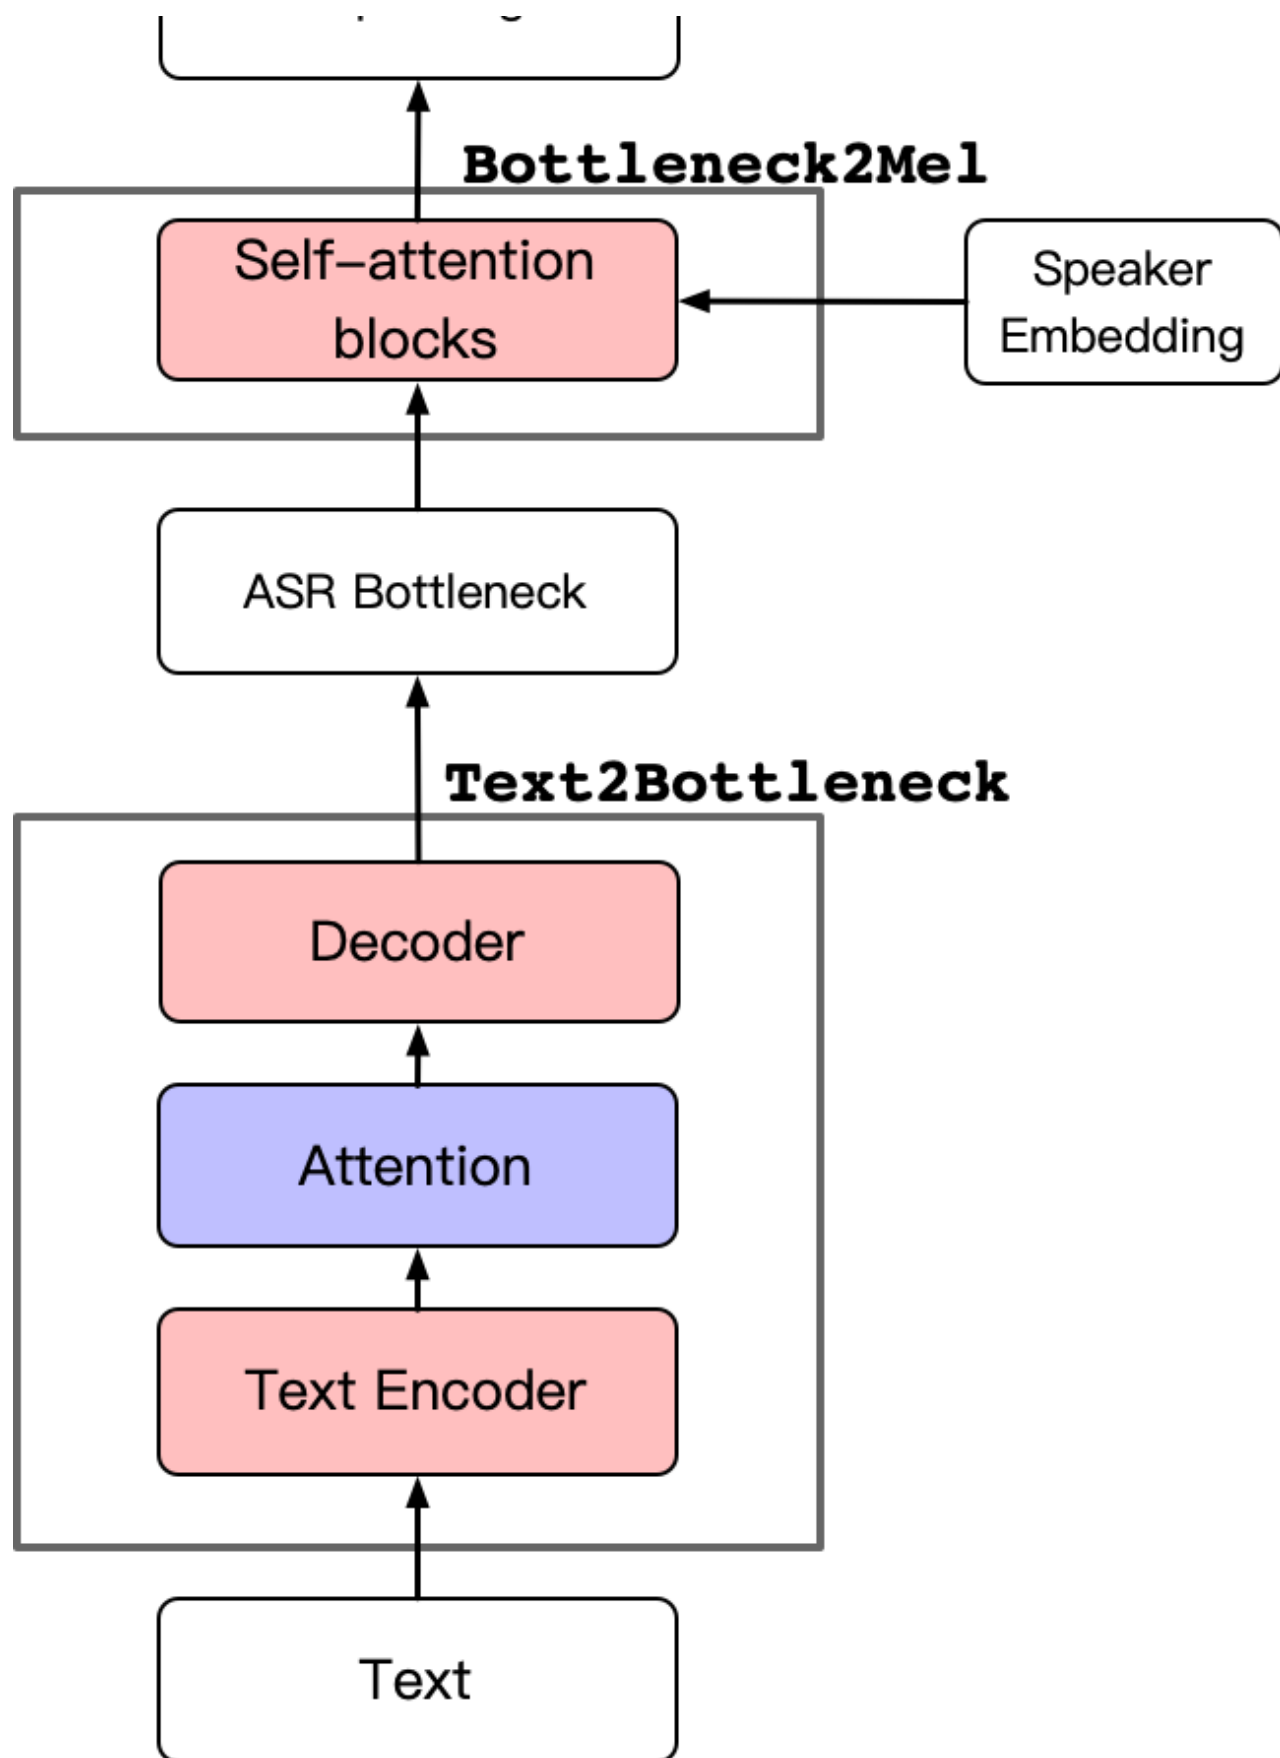 Bottleneck2Mel
Self-attention
blocks
Speaker
Embedding
ASR Bottleneck
Text2Bottleneck
Decoder
Attention
Text Encoder
Text